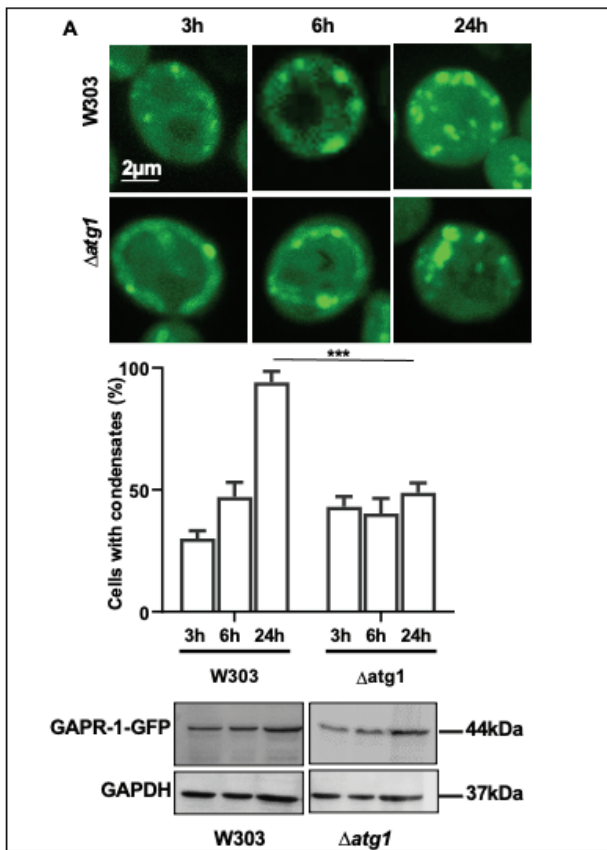 A 3h 6h 24h
W303
2μm
Δatg1
***
Cells with condensates (%)
100
50
0
3h 6h 24h 3h 6h 24h
W303 Δatg1
GAPR-1-GFP 44kDa
GAPDH 37kDa
W303 Δatg1